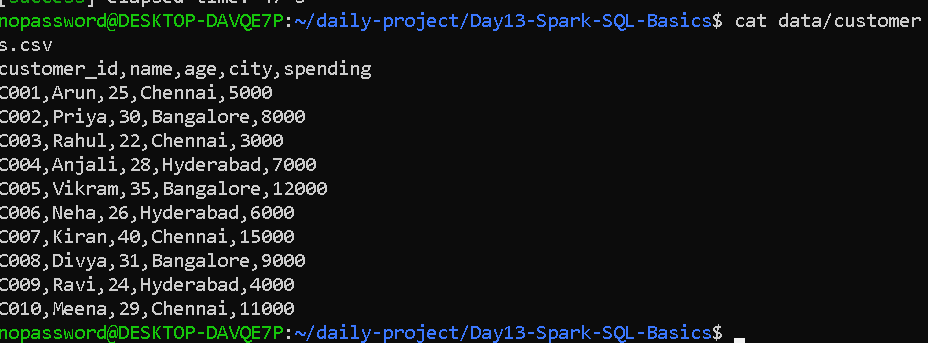 nopassword@DESKTOP-DAVQE7P:~/daily-project/Day13-Spark-SQL-Basics$ cat data/customer
s.csv
customer_id,name,age,city,spending
C001,Arun,25,Chennai,5000
C002,Priya,30,Bangalore,8000
C003,Rahul,22,Chennai,3000
C004,Anjali,28,Hyderabad,7000
C005,Vikram,35,Bangalore,12000
C006,Neha,26,Hyderabad,6000
C007,Kiran,40,Chennai,15000
C008,Divya,31,Bangalore,9000
C009,Ravi,24,Hyderabad,4000
C010,Meena,29,Chennai,11000
nopassword@DESKTOP-DAVQE7P:~/daily-project/Day13-Spark-SQL-Basics$